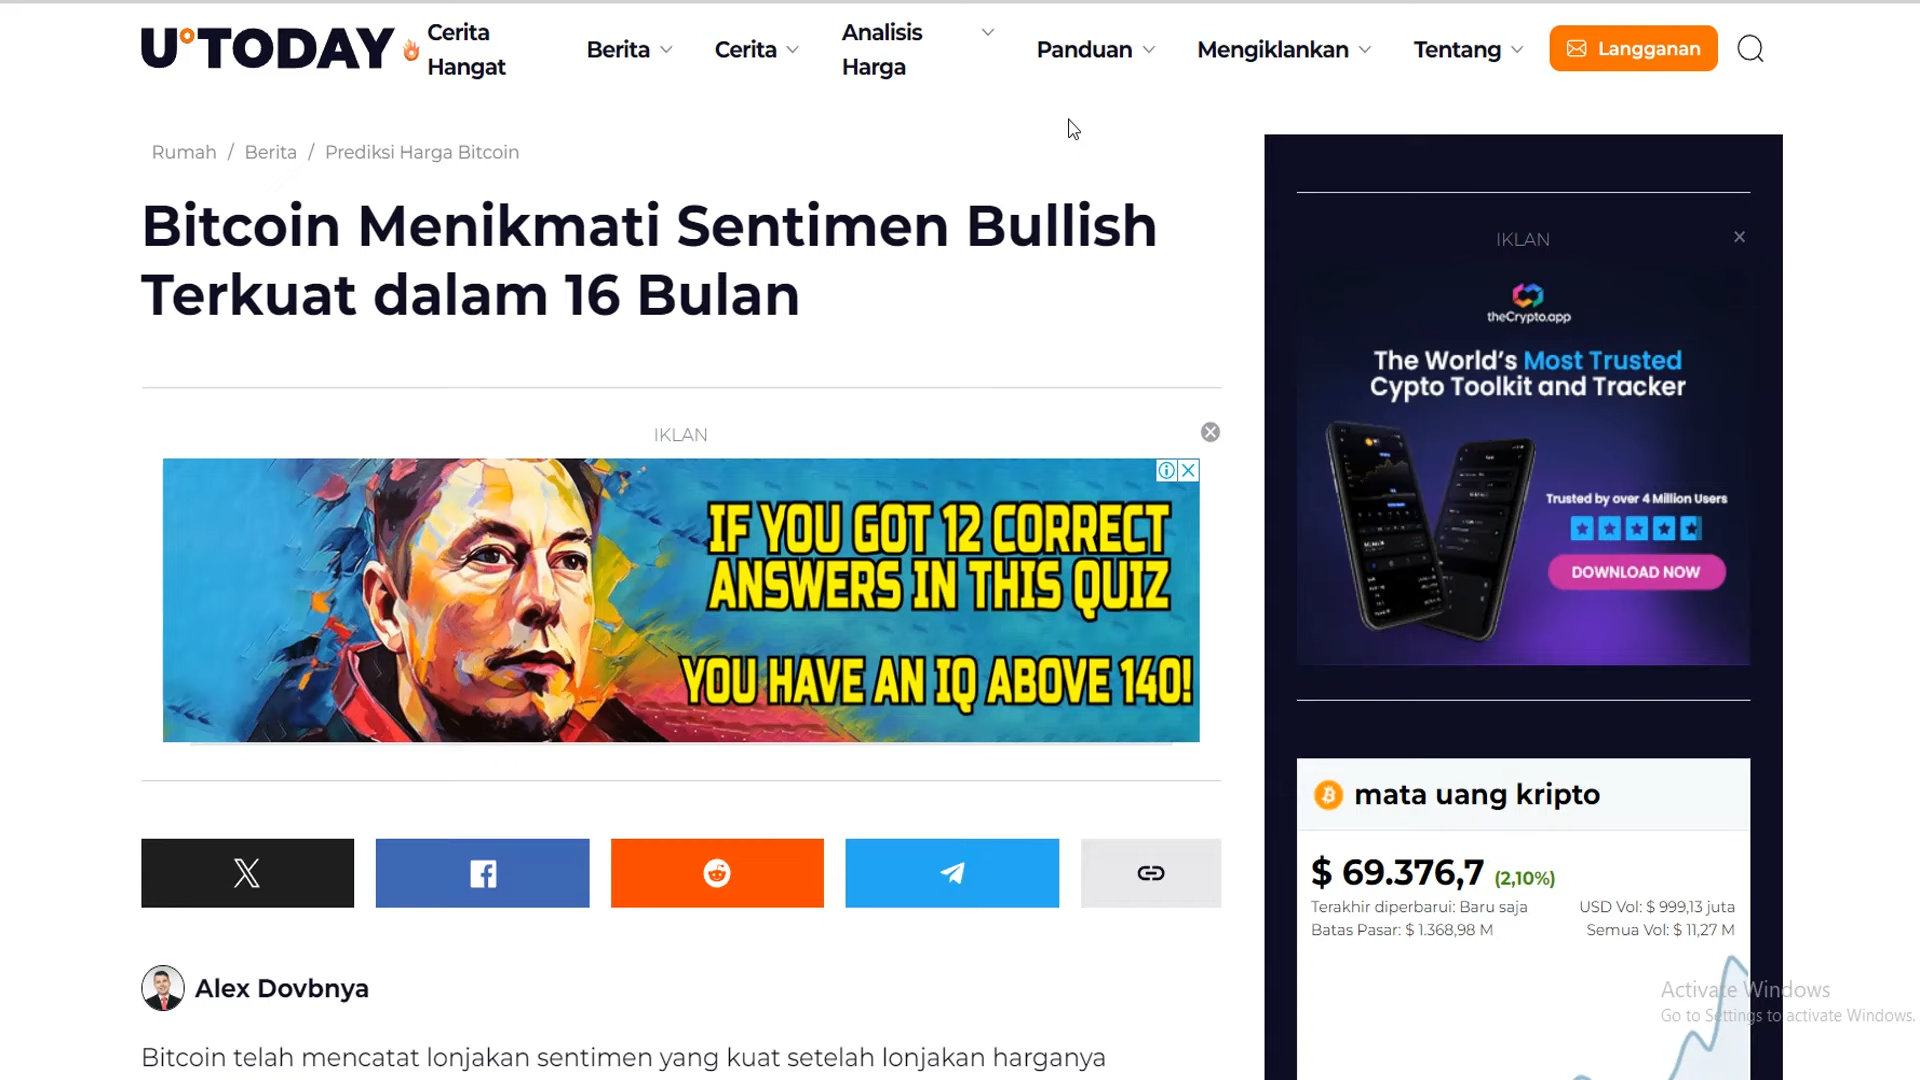 U°TODAY
Cerita
Hangat
Berita
Cerita
Analisis
Harga
Panduan
Mengiklankan
Tentang
Langganan
Rumah / Berita / Prediksi Harga Bitcoin
Bitcoin Menikmati Sentimen Bullish
Terkuat dalam 16 Bulan
IKLAN
IF YOU GOT 12 CORRECT
ANSWERS IN THIS QUIZ
YOU HAVE AN IQ ABOVE 140!
Alex Dovbnya
Bitcoin telah mencatat lonjakan sentimen yang kuat setelah lonjakan harganya
IKLAN
theCrypto.app
The World's Most Trusted
Cypto Toolkit and Tracker
Trusted by over 4 Million Users
DOWNLOAD NOW
mata uang kripto
$ 69.376,7 (2,10%)
Terakhir diperbarui: Baru saja
USD Vol: $ 999,13 juta
Batas Pasar: $ 1.368,98 M
Semua Vol: $ 11,27 M
Activate Windows
Go to Settings to activate Windows.